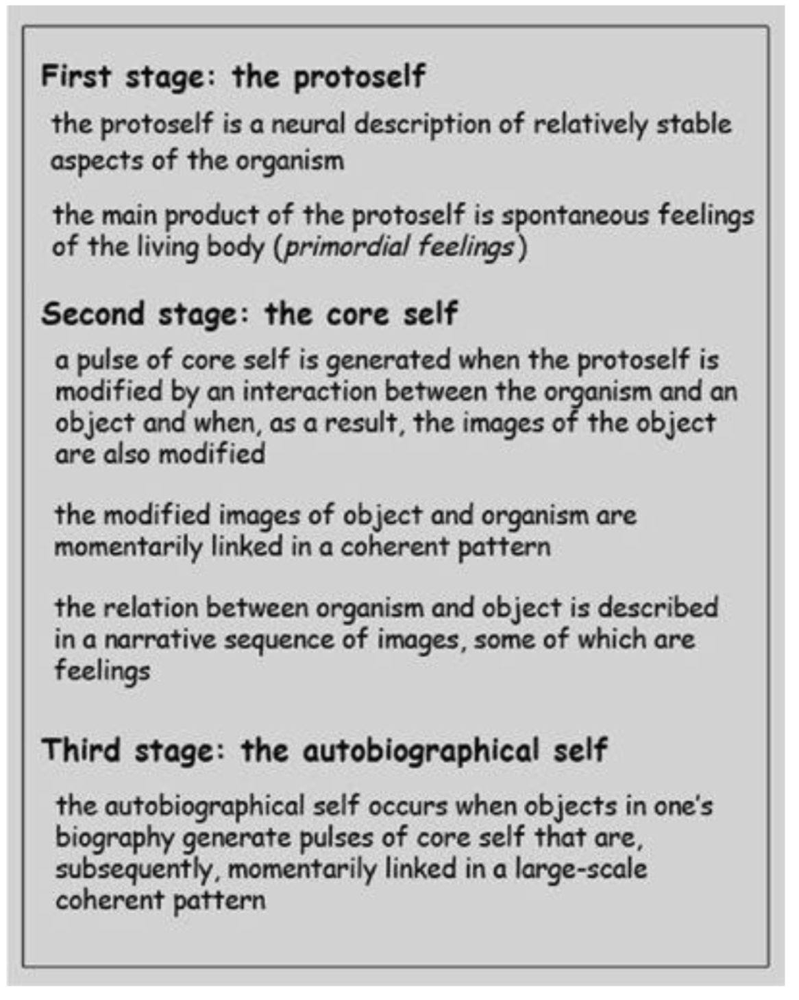 First stage: the protoself
the protoself is a neural description of relatively stable
aspects of the organism
the main product of the protoself is spontaneous feelings
of the living body (primordial feelings)
Second stage: the core self
a pulse of core self is generated when the protoself is
modified by an interaction between the organism and an
object and when, as a result, the images of the object
are also modified
the modified images of object and organism are
momentarily linked in a coherent pattern
the relation between organism and object is described
in a narrative sequence of images, some of which are
feelings
Third stage: the autobiographical self
the autobiographical self occurs when objects in one's
biography generate pulses of core self that are,
subsequently, momentarily linked in a large-scale
coherent pattern